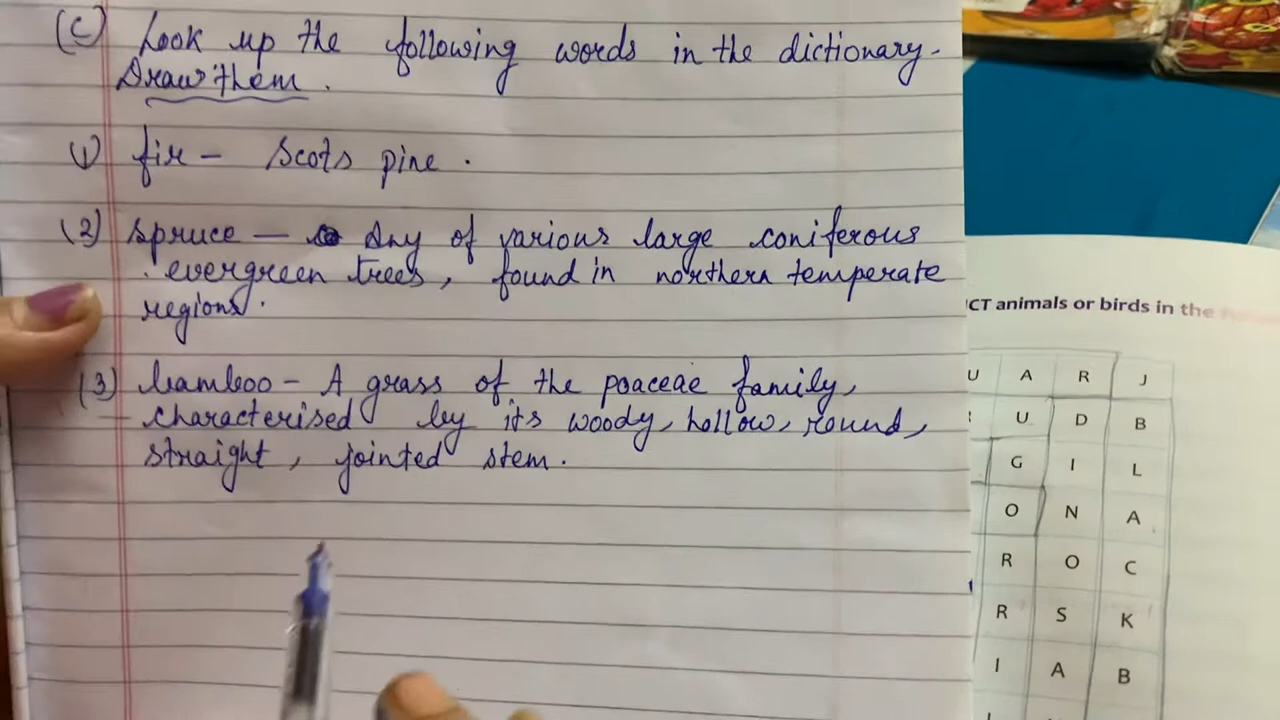 (C) Look up the following words in the dictionary.
Draw them.
(1) fir - Scots pine.
(2) Spruce - Any of various large coniferous
evergreen trees, found in northern temperate
regions.
(3) bamboo - A grass of the poaceae family,
characterised by its woody, hollow, round,
straight, jointed stem.
CT animals or birds in the
U A R J
U D B
G I L
O N A
R O C
R S K
I A B